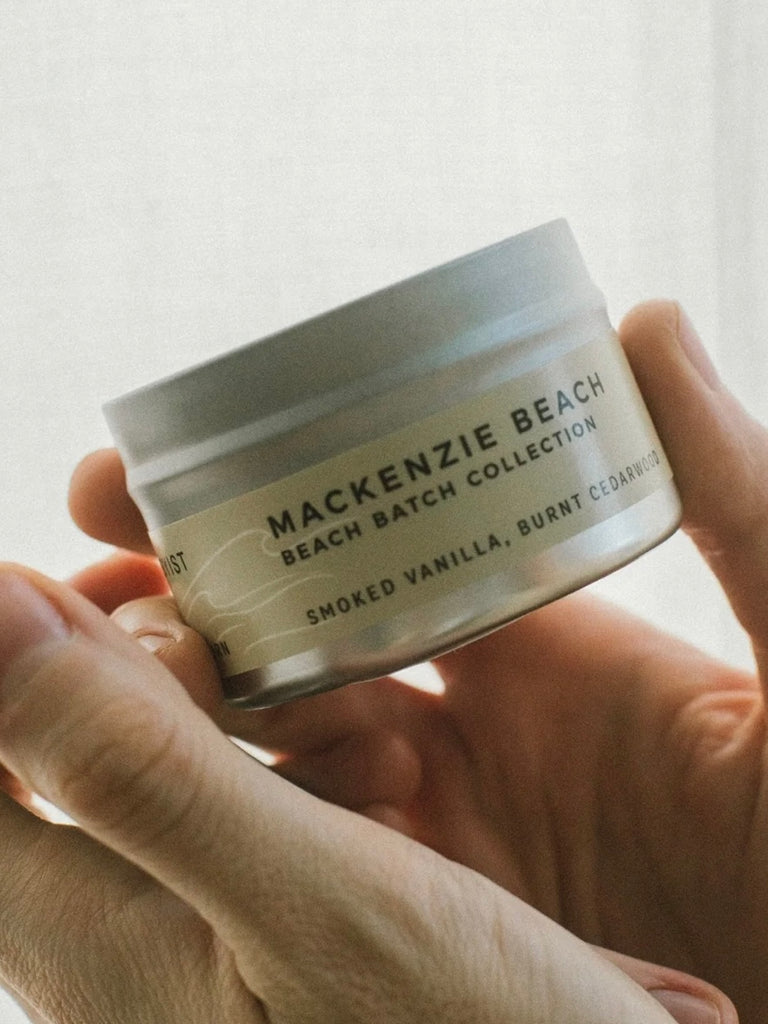 MACKENZIE BEACH
BEACH BATCH COLLECTION
SMOKED VANILLA, BURNT CEDARWOOD